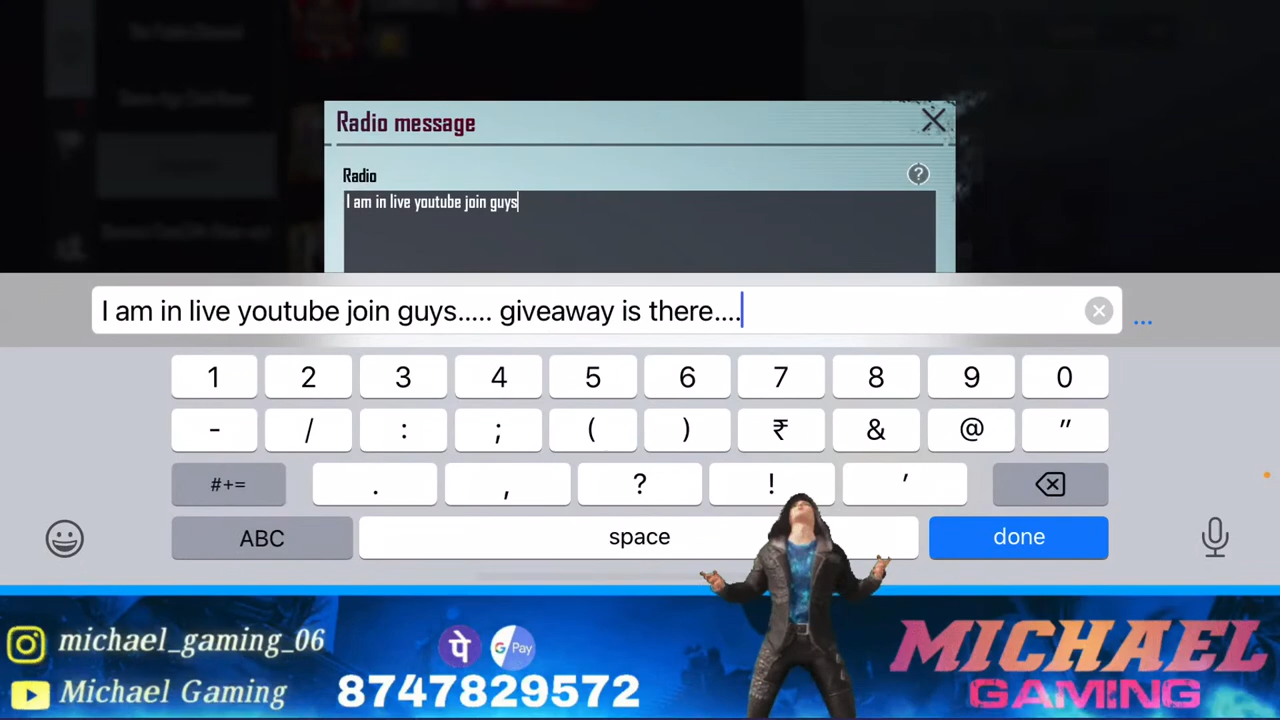 Radio message
Radio
?
I am in live youtube join guys
I am in live youtube join guys..... giveaway is there....
...
1 2 3 4 5 6 7 8 9 0
- / : ; ( ) ₹ & @ "
#+= . , ? ! '
ABC space done
michael_gaming_06
पे G Pay
Michael Gaming
8747829572
MICHAEL
GAMING